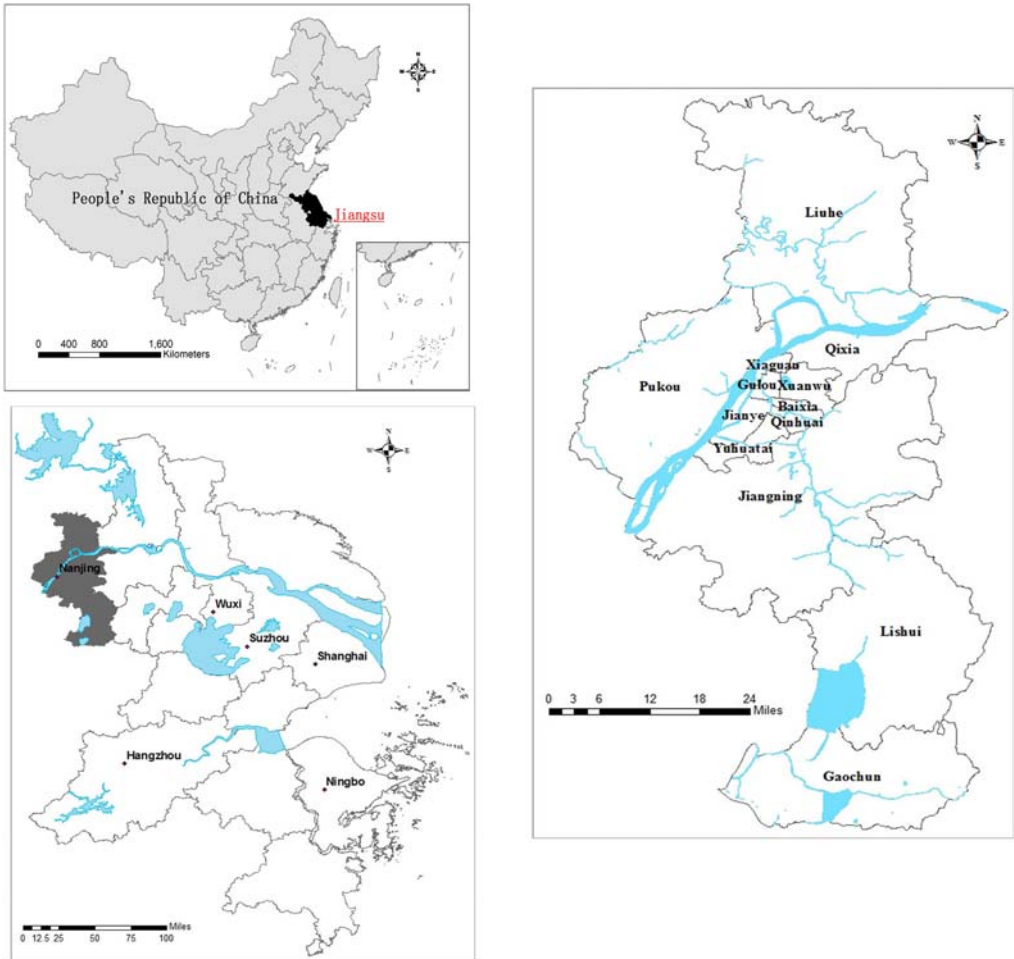 N
W E
S
People's Republic of China
Jiangsu
0 400 800 1,600
Kilometers
N
W E
S
Nanjing
Wuxi
Suzhou
Shanghai
Hangzhou
Ningbo
Miles
0 12.5 25 50 75 100
N
W E
S
Liuhe
Qixia
Xiaguan
Pukou
Gulou Xuanwu
Baixia
Jianye
Qinhuai
Yuhuatai
Jiangning
Lishui
0 3 6 12 18 24
Miles
Gaochun